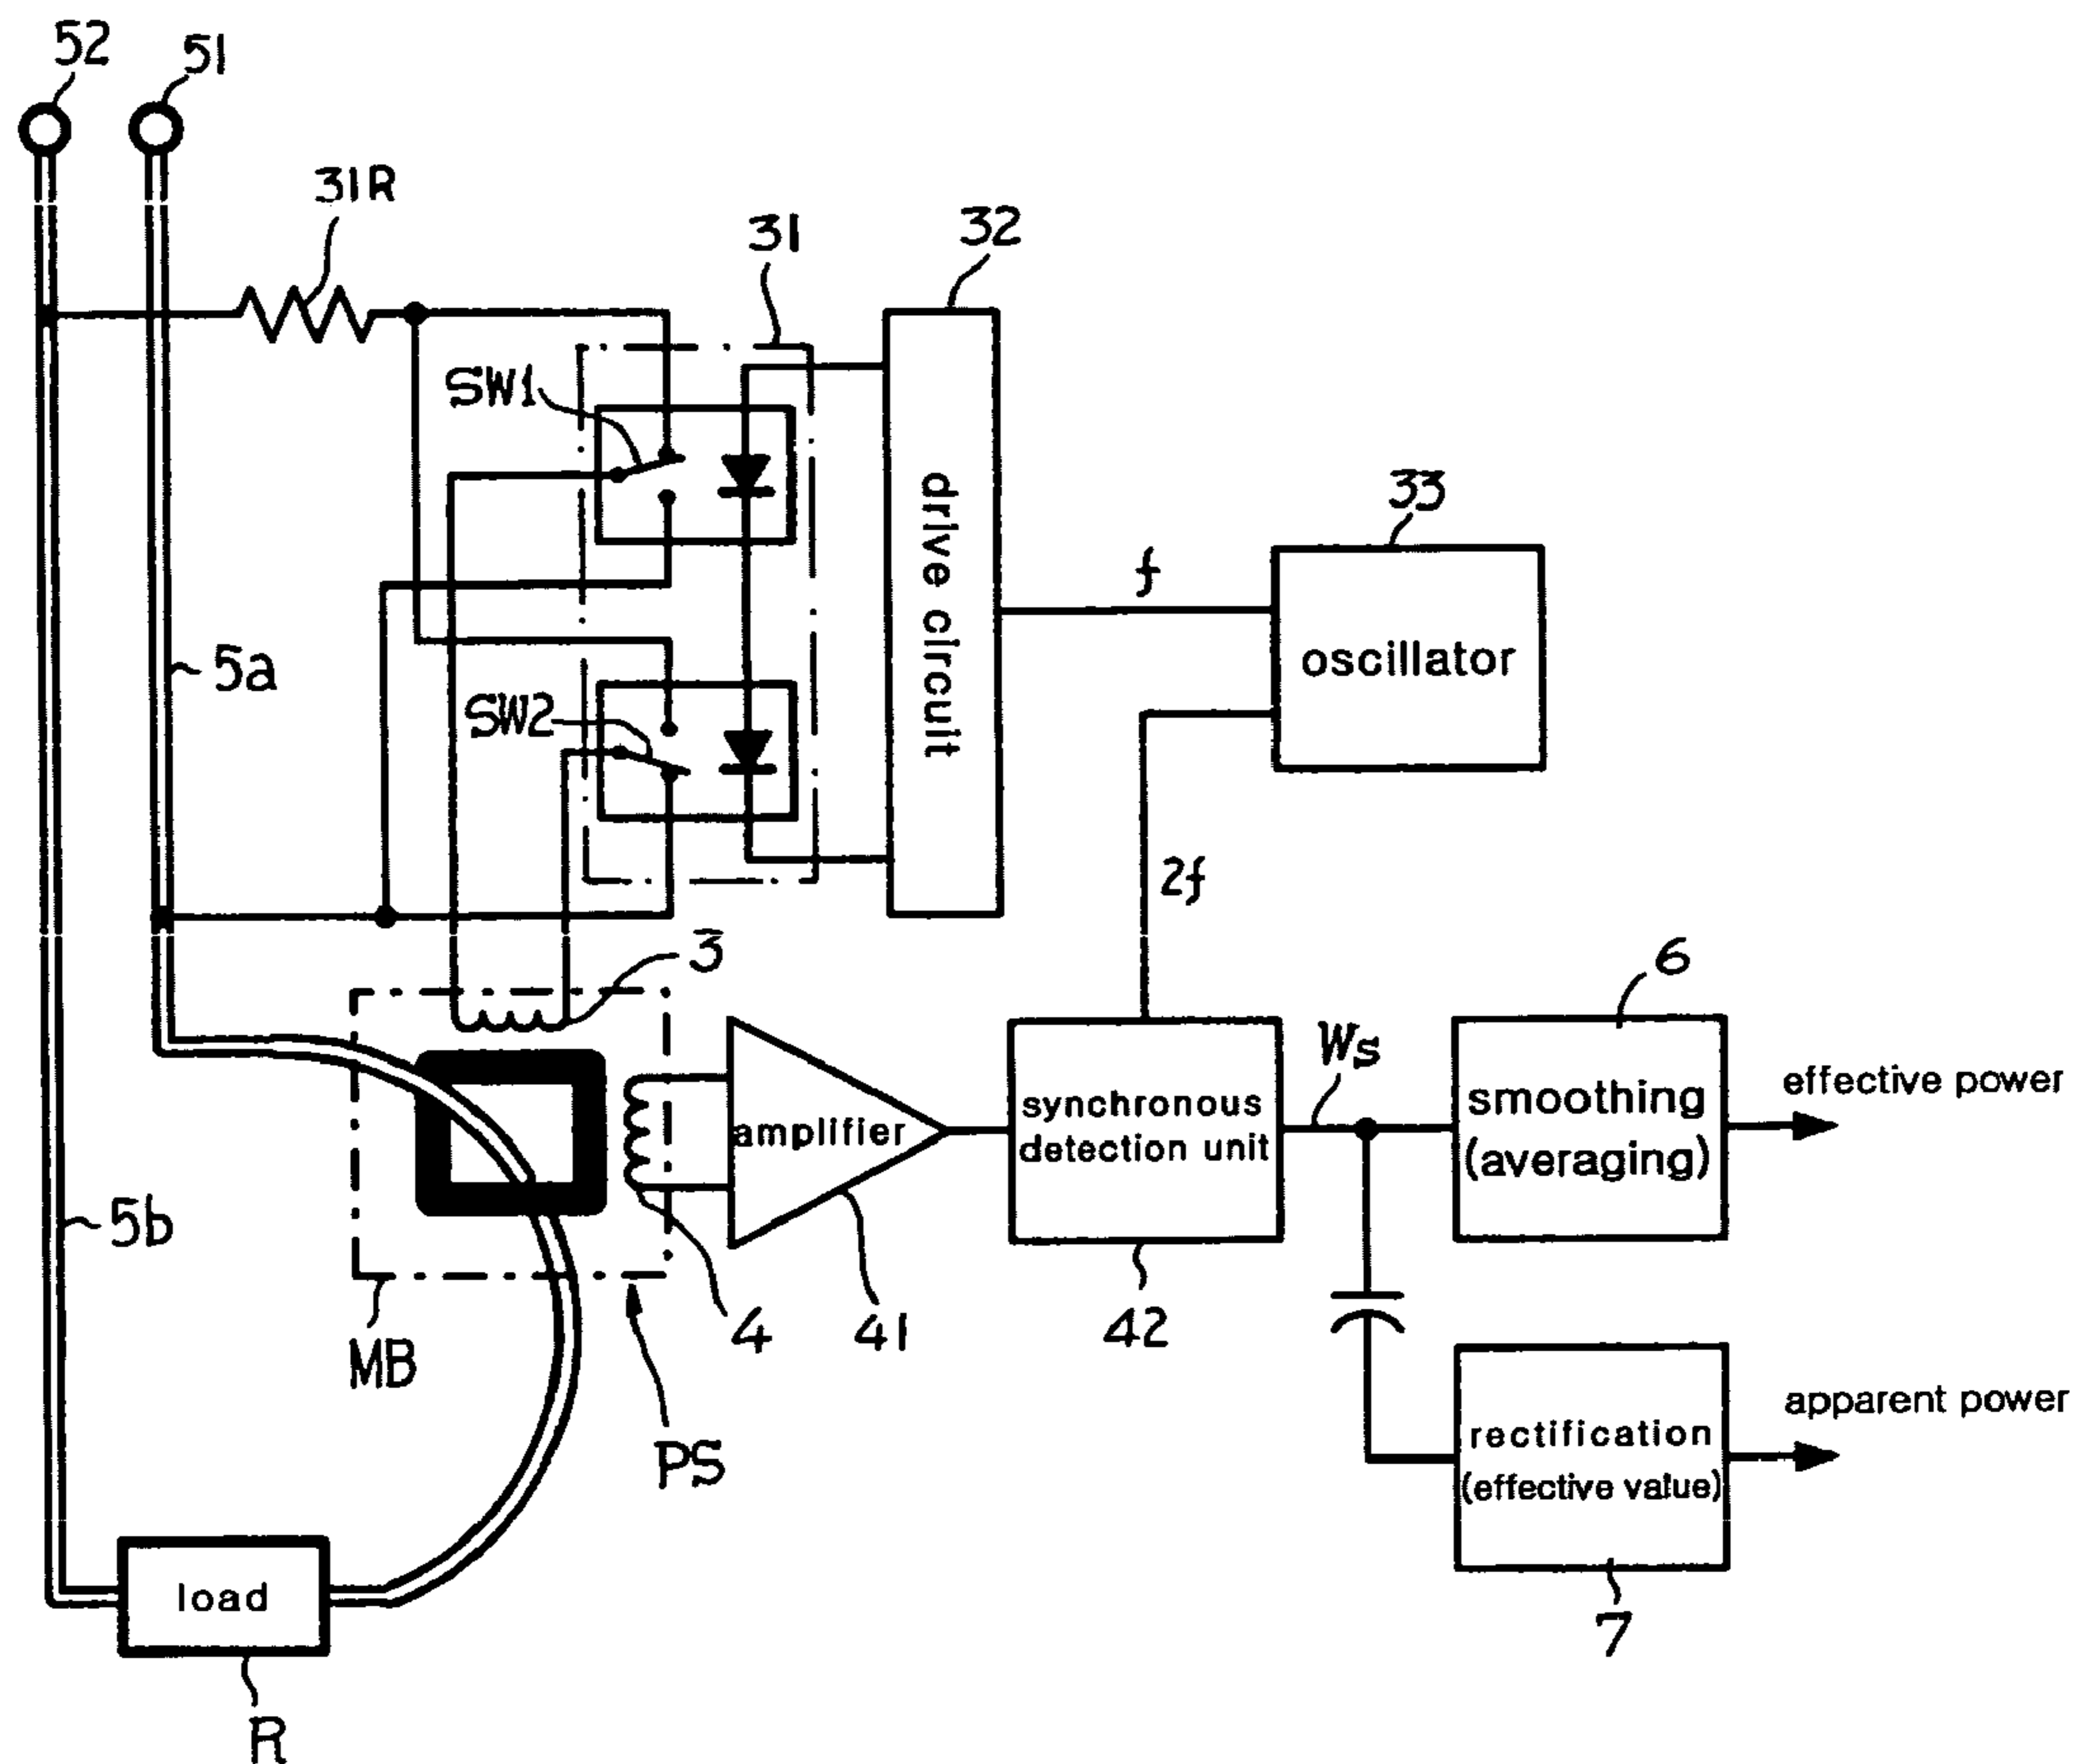 52
51
31R
31
32
SW1
drive circuit
33
f
oscillator
5a
SW2
2f
3
6
Ws
effective power
smoothing
(averaging)
synchronous
detection unit
amplifier
5b
4
41
42
MB
PS
apparent power
rectification
(effective value)
load
7
R